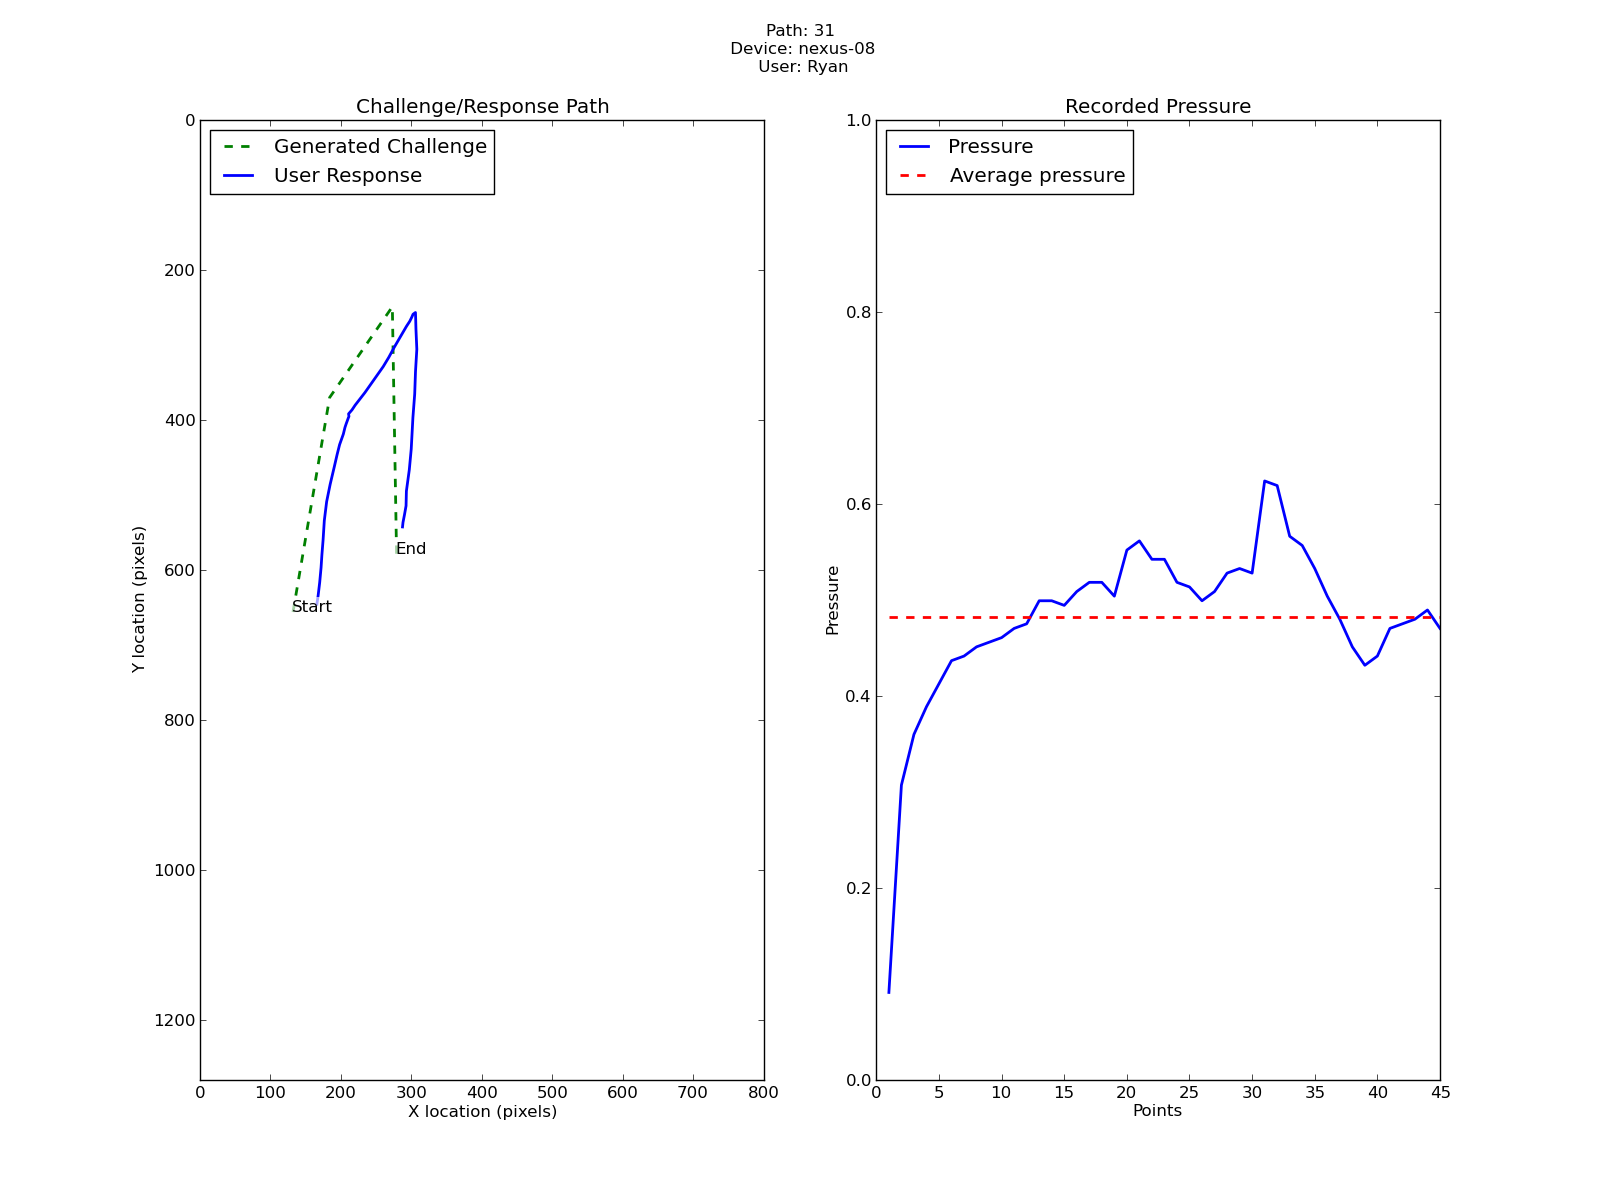 Path: 31
Device: nexus-08
User: Ryan
Challenge/Response Path
Generated Challenge
User Response
0
200
400
600
800
1000
1200
Y location (pixels)
Start
End
0 100 200 300 400 500 600 700 800
X location (pixels)
Recorded Pressure
Pressure
Average pressure
1.0
0.8
0.6
0.4
0.2
0.0
Pressure
0 5 10 15 20 25 30 35 40 45
Points